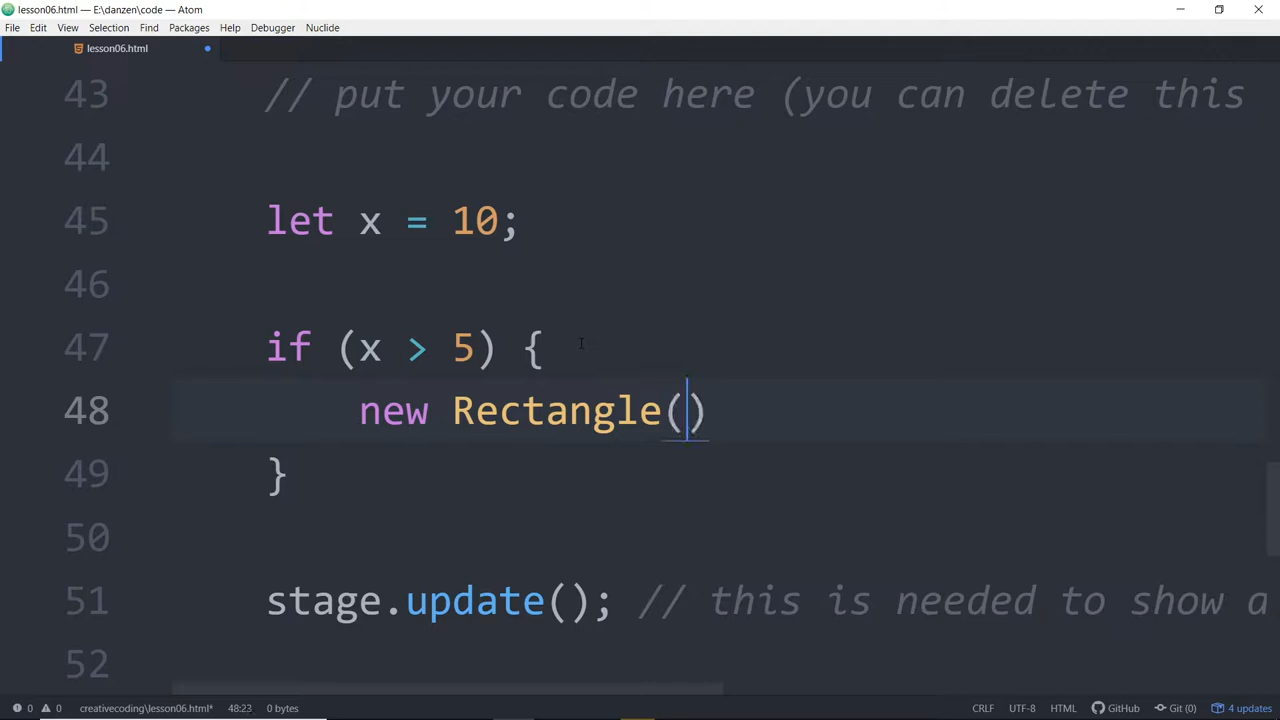 lesson06.html — E:\danzen\code — Atom
File Edit View Selection Find Packages Help Debugger Nuclide
lesson06.html
43 // put your code here (you can delete this
44
45 let x = 10;
46
47 if (x > 5) {
48 new Rectangle()
49 }
50
51 stage.update(); // this is needed to show a
52
0 0 creativecoding\lesson06.html* 48:23 0 bytes CRLF UTF-8 HTML GitHub Git (0) 4 updates